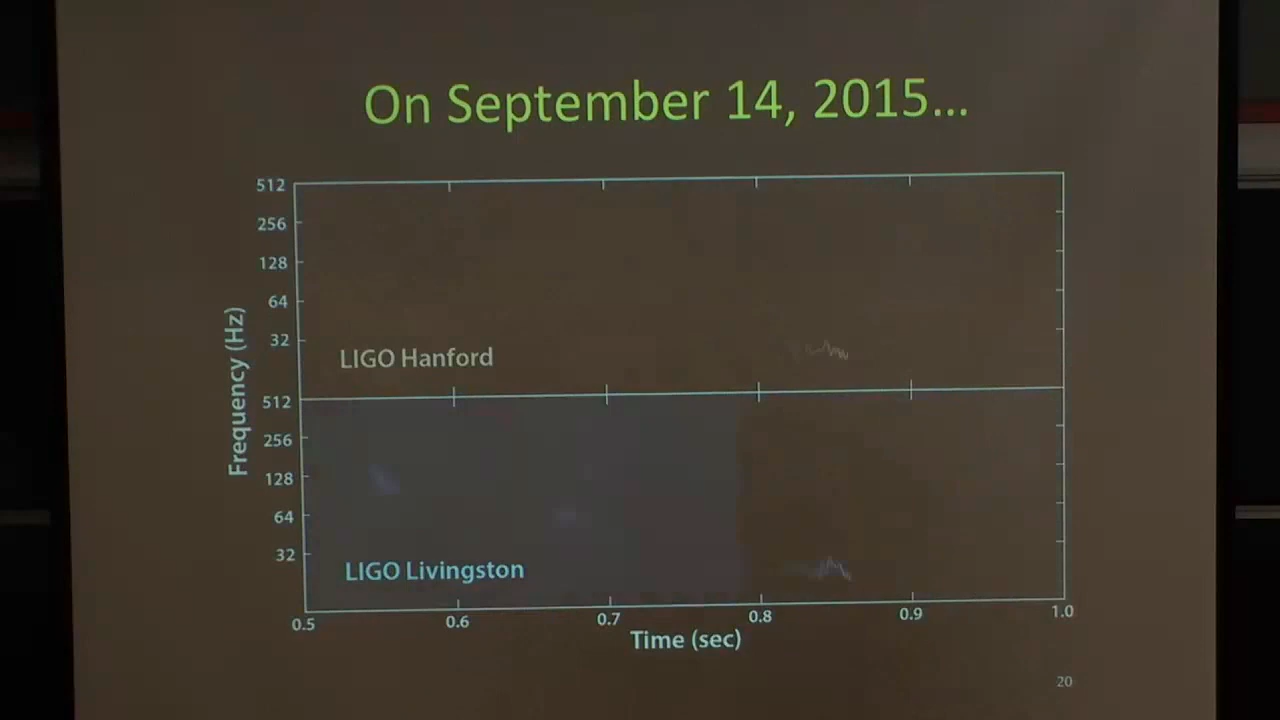 On September 14, 2015...
512
256
128
64
32
LIGO Hanford
Frequency (Hz)
512
256
128
64
32
LIGO Livingston
0.5 0.6 0.7 0.8 0.9 1.0
Time (sec)
20